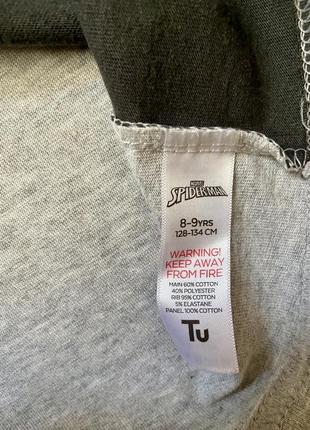 MARVEL
SPIDER-MAN
8-9YRS
128-134 CM
WARNING!
KEEP AWAY
FROM FIRE
MAIN 60% COTTON
40% POLYESTER
RIB 95% COTTON
5% ELASTANE
PANEL 100% COTTON
Tu